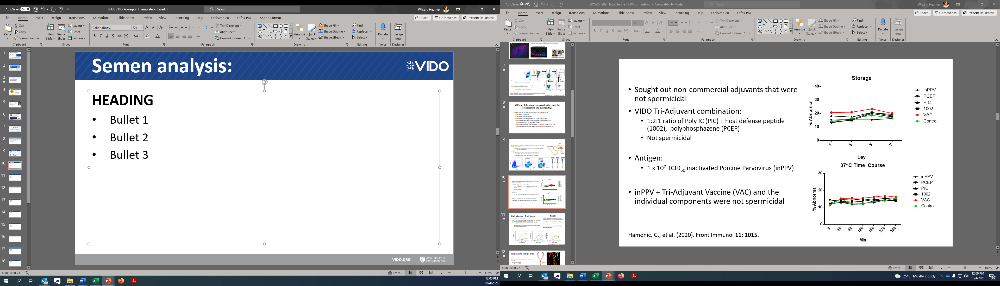 AutoSave On
BLUE VIDO Powerpoint Template - Saved
Search
Wilson, Heather
File Home Insert Design Transitions Animations Slide Show Review View Recording Help EndNote 20 Kofax PDF Shape Format
Share Comments Present in Teams
Paste
Cut
Copy
Format Painter
Clipboard
New Slide
Reuse Slides
Layout
Reset
Section
Slides
Calibri (Body) 32+
Font
Text Direction
Align Text
Convert to SmartArt
Paragraph
Arrange
Quick Styles
Shape Fill
Shape Outline
Shape Effects
Drawing
Find
Replace
Select
Editing
Dictate
Voice
Design Ideas
Designer
1
2
3
4
5
6
7
8
9
10
11
12
13
14
15
16
17
18
Semen analysis:
VIDO
HEADING
• Bullet 1
• Bullet 2
• Bullet 3
VIDO.ORG
UNIVERSITY OF SASKATCHEWAN
Slide 10 of 25
Notes
114%
12:00 PM
10/4/2021
AutoSave Off
WCASV_2021_Intrauterine_HLWilson_Submit - Compatibility Mode
Search
Wilson, Heather
File Home Insert Design Transitions Animations Slide Show Review View Recording Help EndNote 20 Kofax PDF
Share Comments Present in Teams
Paste
Cut
Copy
Format Painter
Clipboard
New Slide
Reuse Slides
Layout
Reset
Section
Slides
Font
Text Direction
Align Text
Convert to SmartArt
Paragraph
Arrange
Quick Styles
Shape Fill
Shape Outline
Shape Effects
Drawing
Find
Replace
Select
Editing
Dictate
Voice
Design Ideas
Designer
7
8
Will use of the uterus as a vaccination route be
acceptable to the pig industry?
9
10
11
Pig Preliminary Trial- 1 dose
Results
12
Intrauterine Rabbit Trial
• Sought out non-commercial adjuvants that were
not spermicidal
• VIDO Tri-Adjuvant combination:
• 1:2:1 ratio of Poly IC (PIC) : host defense peptide
(1002), polyphosphazene (PCEP)
• Not spermicidal
• Antigen:
• 1 x 10⁷ TCID₅₀ inactivated Porcine Parvovirus (inPPV)
• inPPV + Tri-Adjuvant Vaccine (VAC) and the
individual components were not spermicidal
Hamonic, G., et al. (2020). Front Immunol 11: 1015.
Storage
% Abnormal
40
30
20
10
0
1 3 5 7
Day
inPPV
PCEP
PIC
1002
VAC
Control
37°C Time Course
% Abnormal
30
20
10
0
0 30 60 120 180 270 360
Min
inPPV
PCEP
PIC
1002
VAC
Control
Slide 10 of 27
Notes
100%
25°C Mostly cloudy
12:00 PM
10/4/2021
20